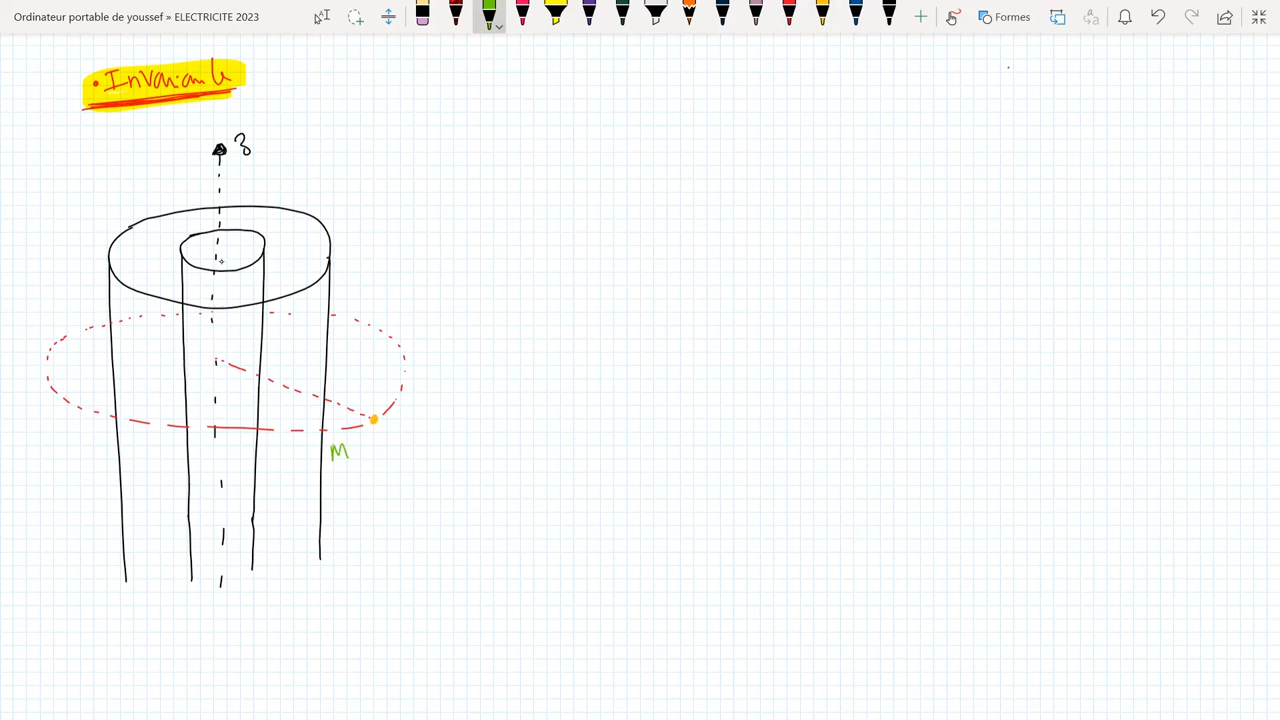 Ordinateur portable de youssef » ELECTRICITE 2023
Formes
• Invariance
z
M